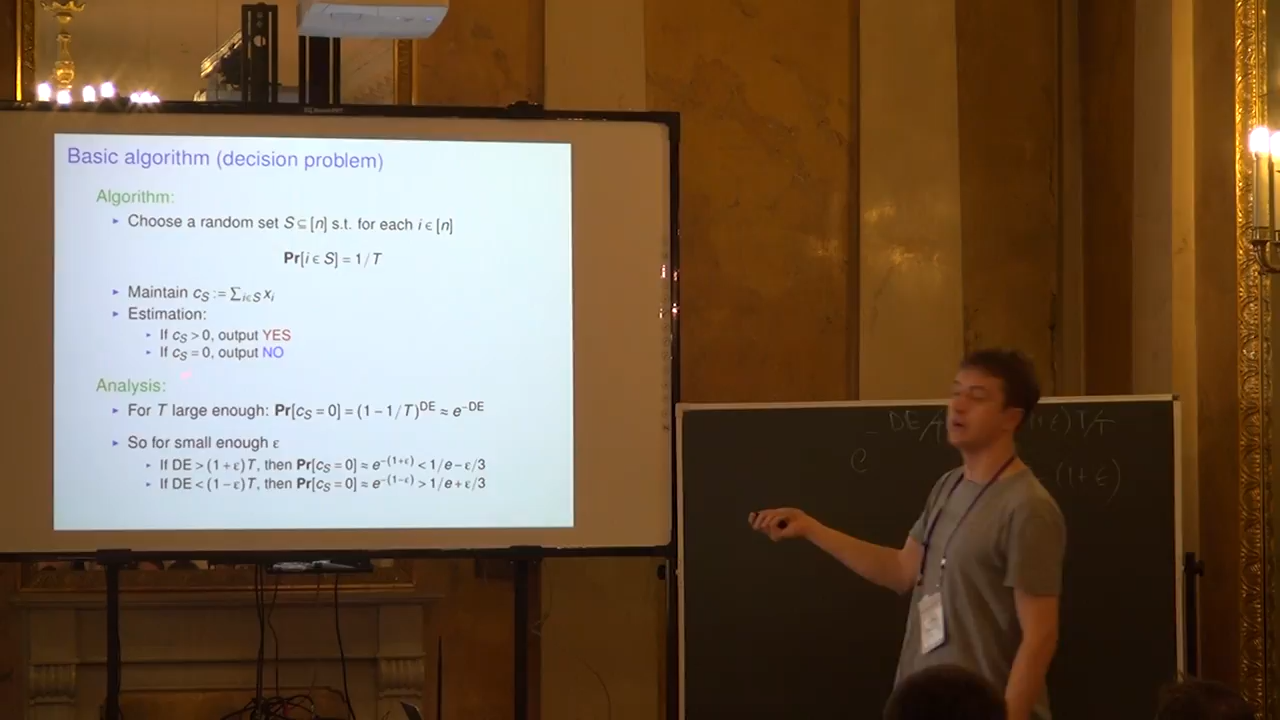 Basic algorithm (decision problem)
Algorithm:
▸ Choose a random set S ⊆ [n] s.t. for each i ∈ [n]
Pr[i ∈ S] = 1/T
▸ Maintain c_S := ∑_{i∈S} x_i
▸ Estimation:
▸ If c_S > 0, output YES
▸ If c_S = 0, output NO
Analysis:
▸ For T large enough: Pr[c_S = 0] = (1 − 1/T)^DE ≈ e^−DE
▸ So for small enough ε
▸ If DE > (1 + ε)T, then Pr[c_S = 0] ≈ e^−(1+ε) < 1/e − ε/3
▸ If DE < (1 − ε)T, then Pr[c_S = 0] ≈ e^−(1−ε) > 1/e + ε/3
e^− DE/ ε) T/T
(1+ε)